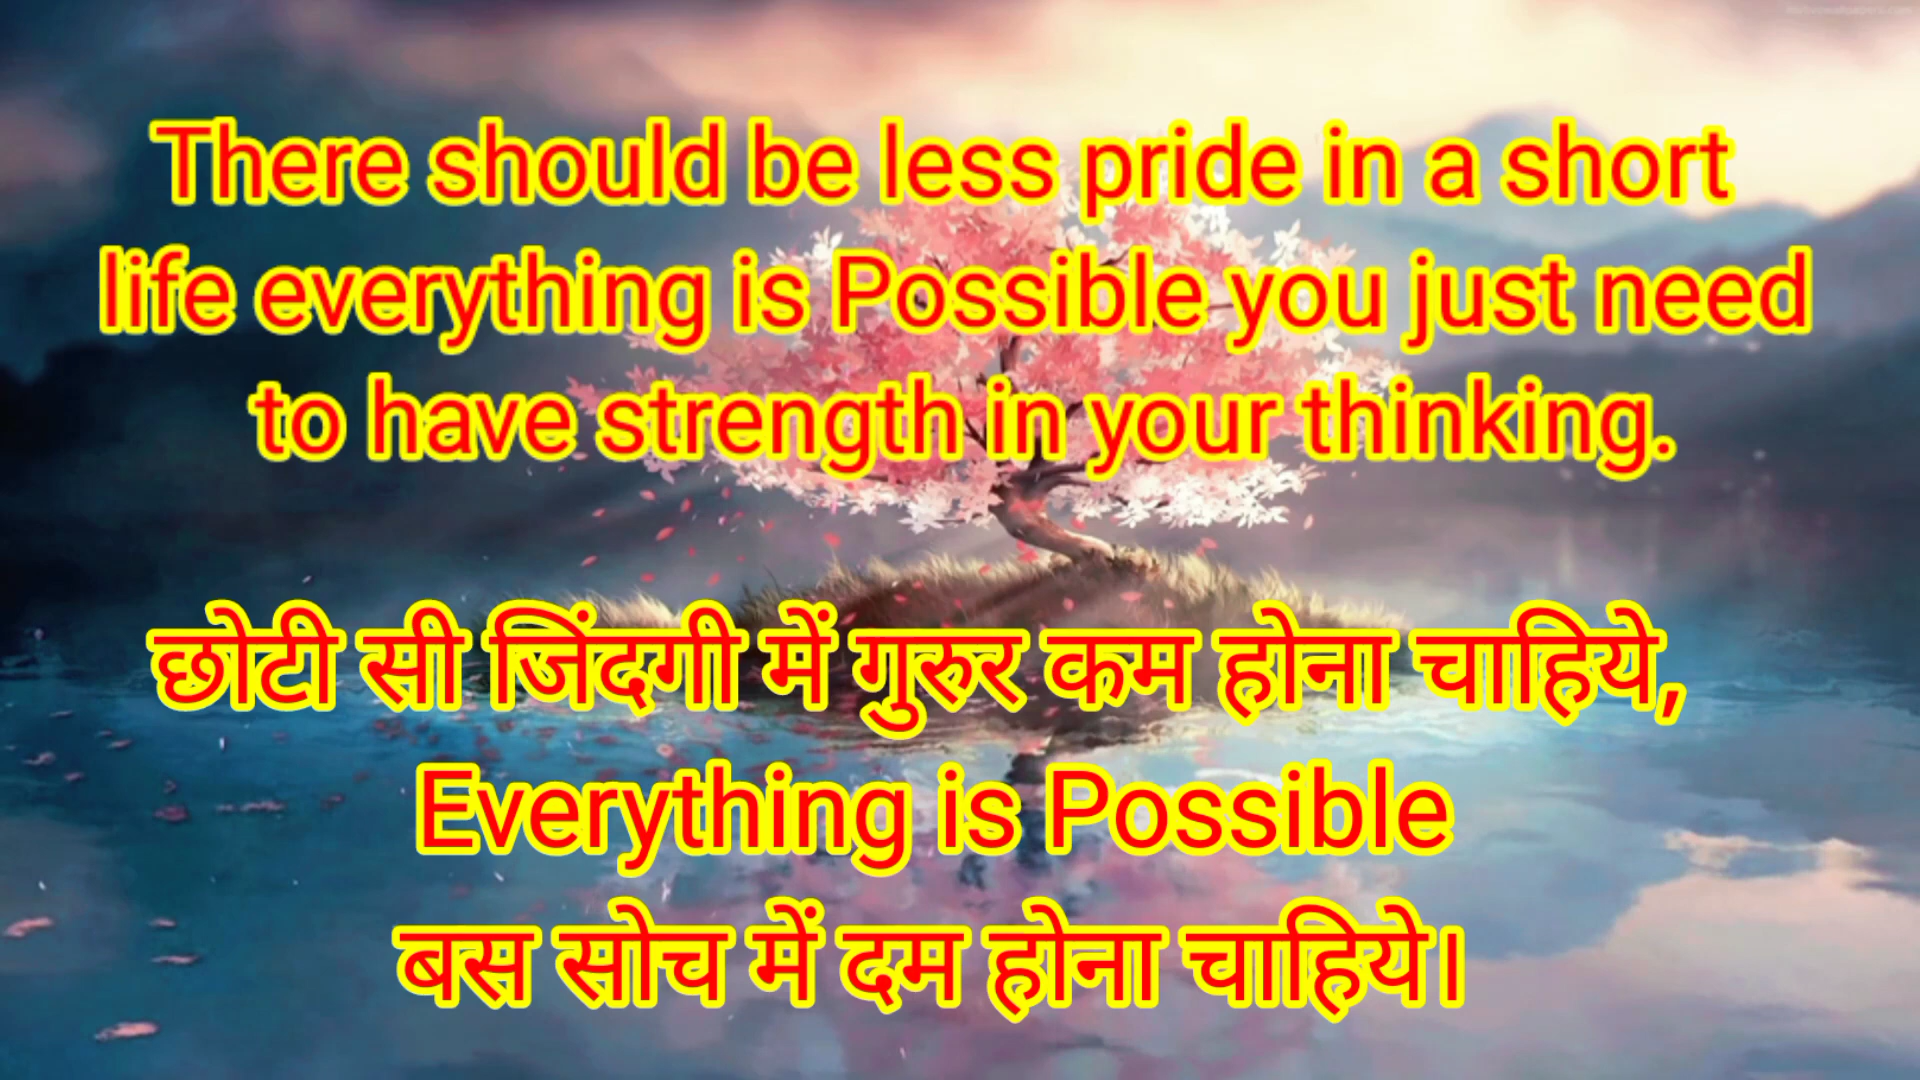 There should be less pride in a short
life everything is Possible you just need
to have strength in your thinking.
छोटी सी जिंदगी में गुरुर कम होना चाहिये,
Everything is Possible
बस सोच में दम होना चाहिये।